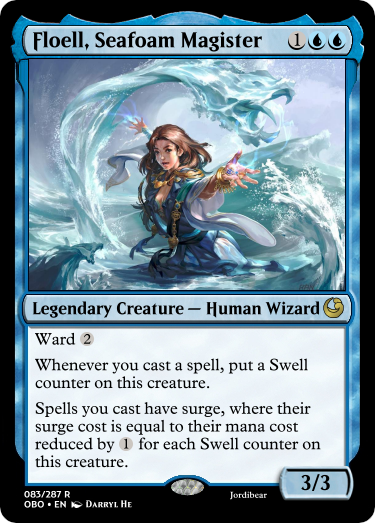 Floell, Seafoam Magister 1
Legendary Creature — Human Wizard
Ward 2
Whenever you cast a spell, put a Swell
counter on this creature.
Spells you cast have surge, where their
surge cost is equal to their mana cost
reduced by 1 for each Swell counter on
this creature.
3/3
083/287 R
OBO • EN Darryl He
Jordibear